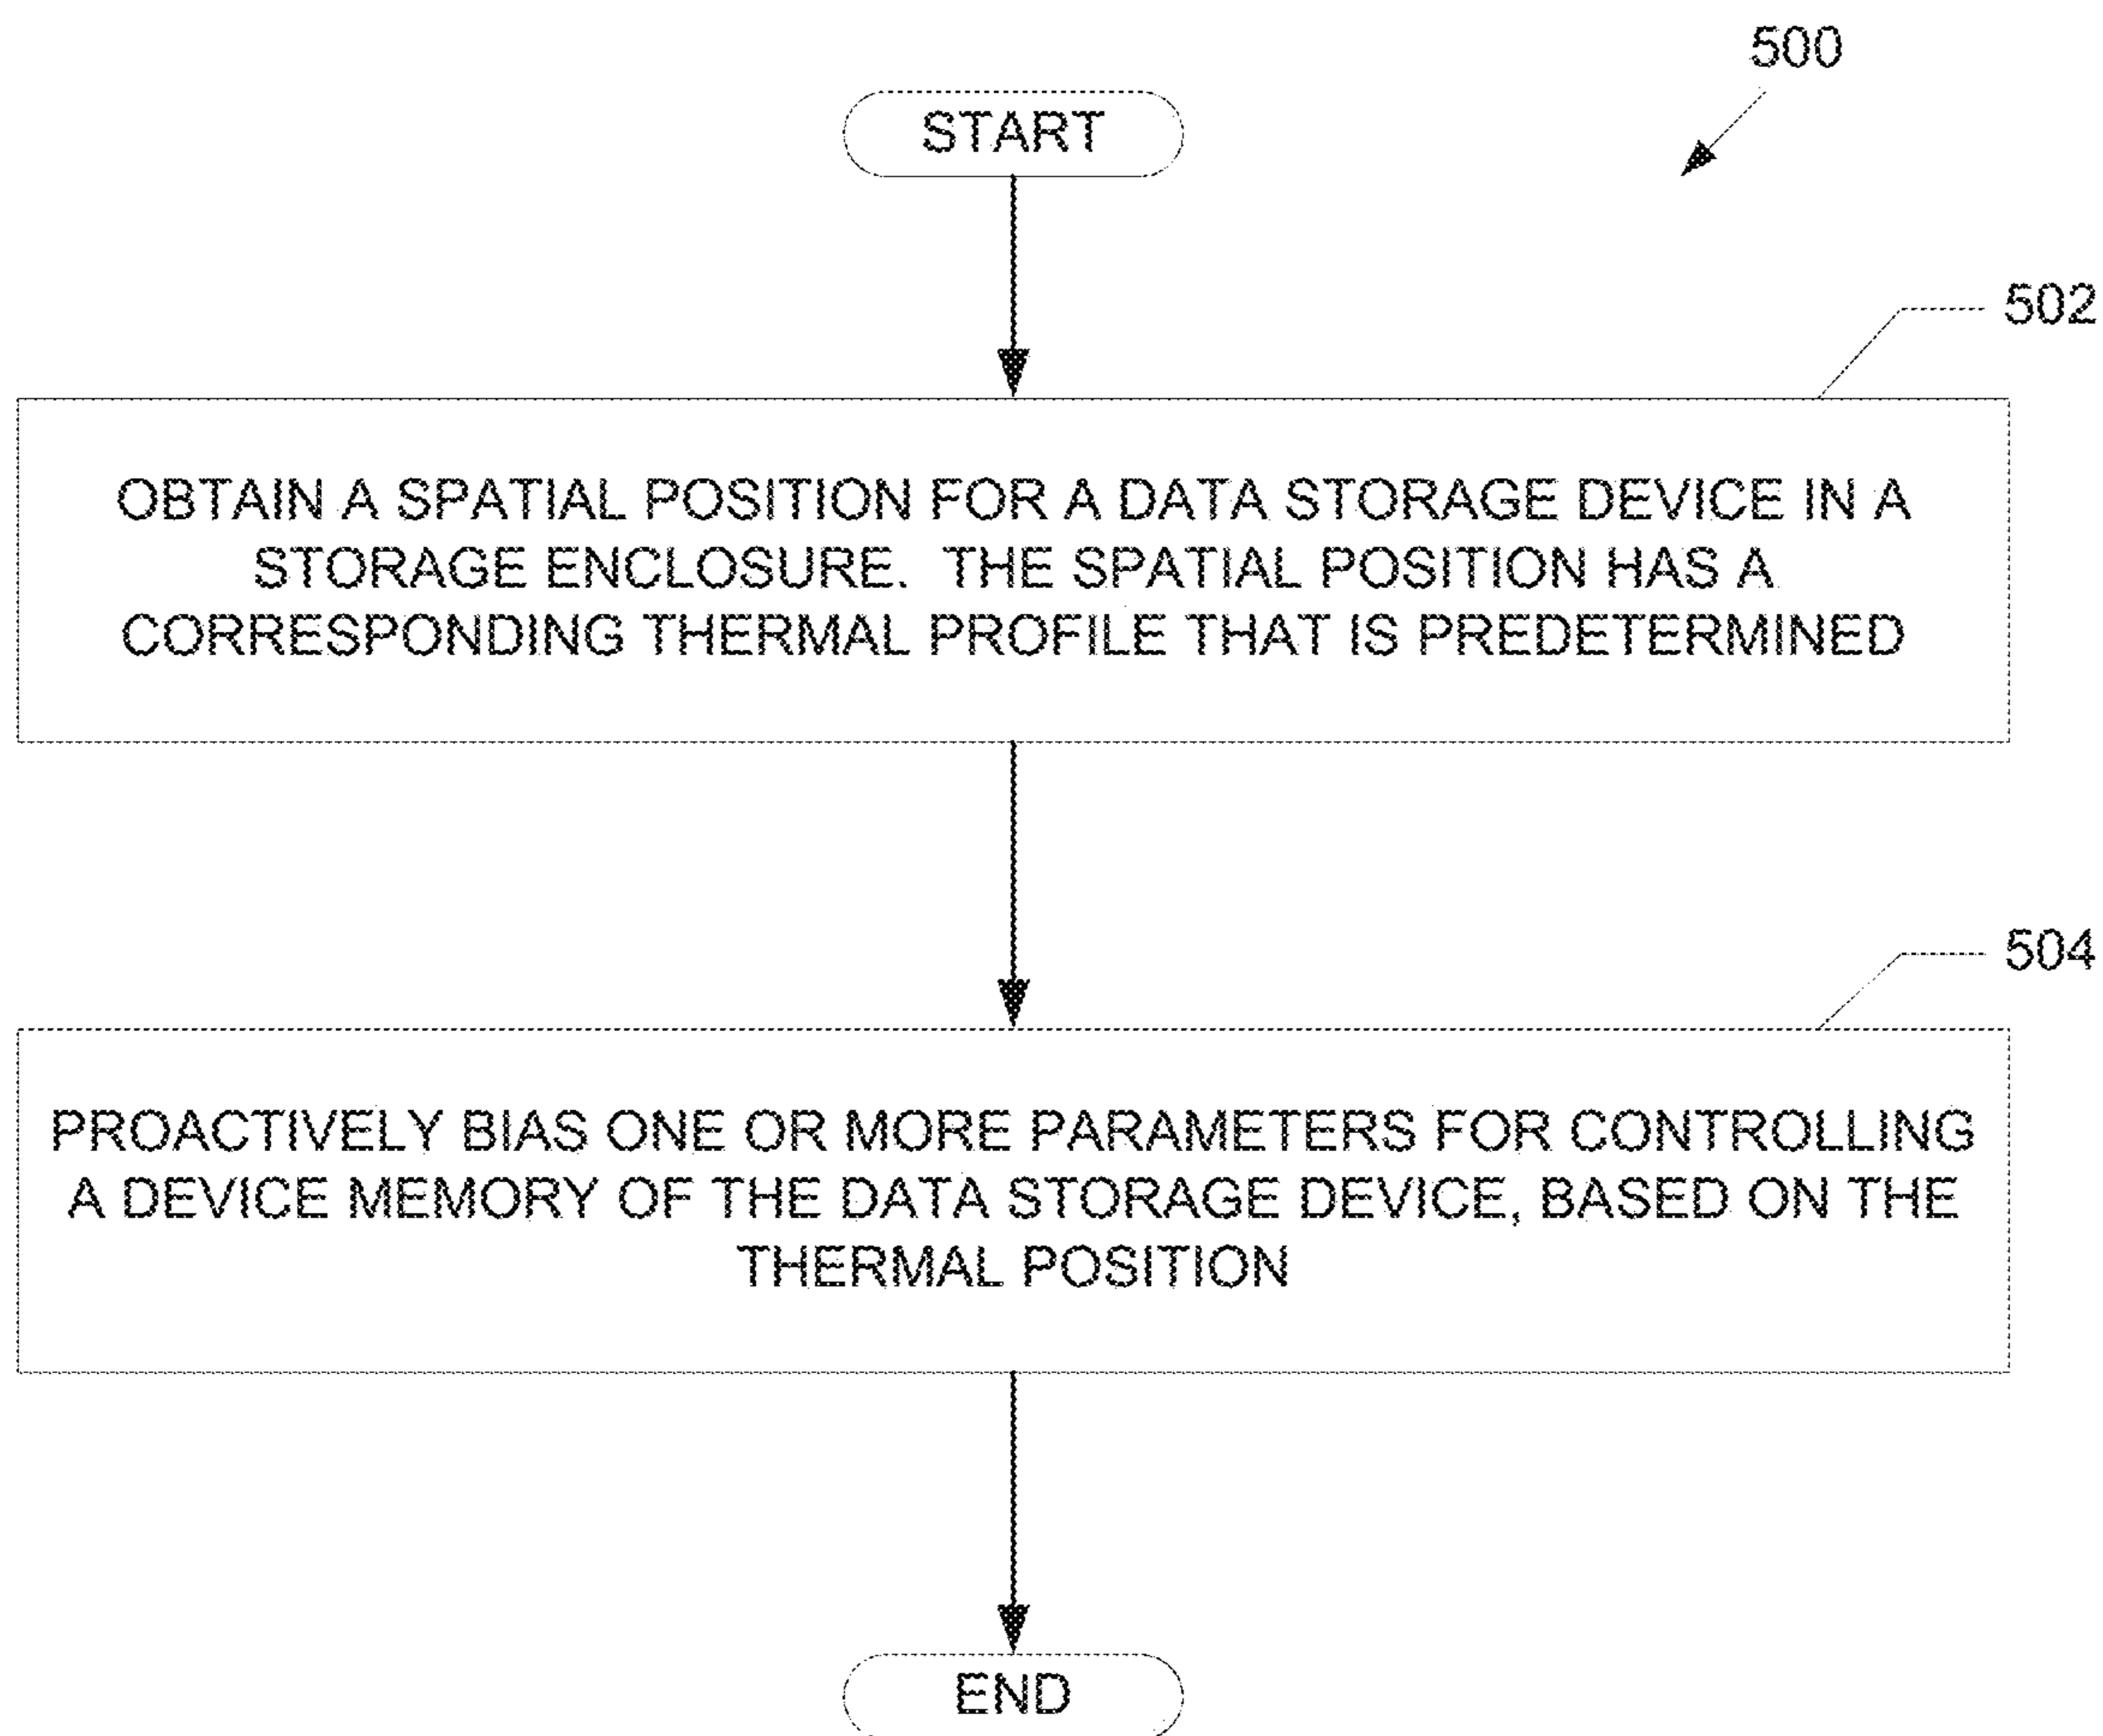 500
START
502
OBTAIN A SPATIAL POSITION FOR A DATA STORAGE DEVICE IN A
STORAGE ENCLOSURE.  THE SPATIAL POSITION HAS A
CORRESPONDING THERMAL PROFILE THAT IS PREDETERMINED
504
PROACTIVELY BIAS ONE OR MORE PARAMETERS FOR CONTROLLING
A DEVICE MEMORY OF THE DATA STORAGE DEVICE, BASED ON THE
THERMAL POSITION
END